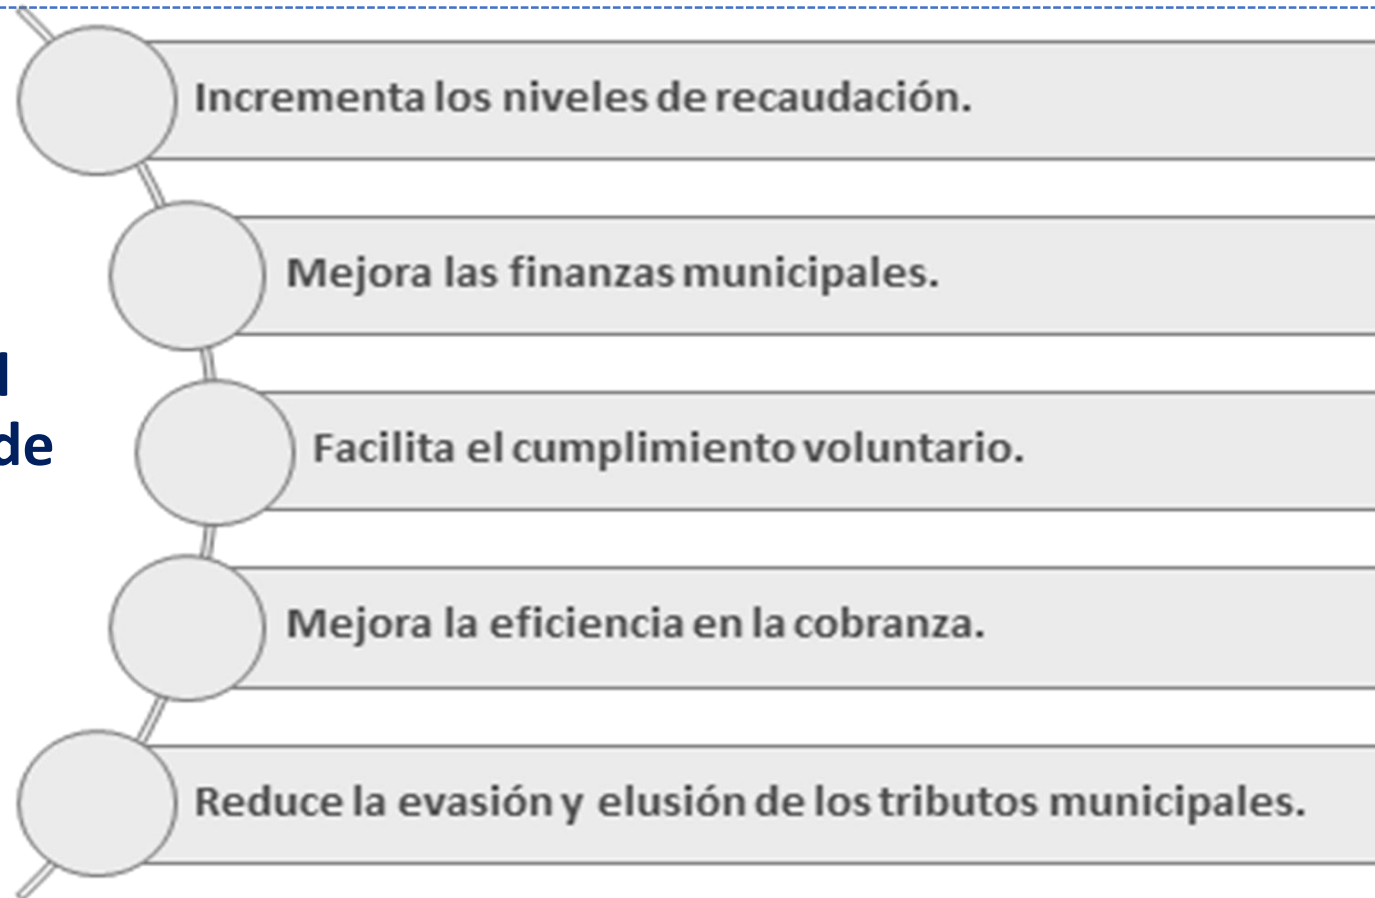 Incrementa los niveles de recaudación.
Mejora las finanzas municipales.
de
Facilita el cumplimiento voluntario.
Mejora la eficiencia en la cobranza.
Reduce la evasión y elusión de los tributos municipales.